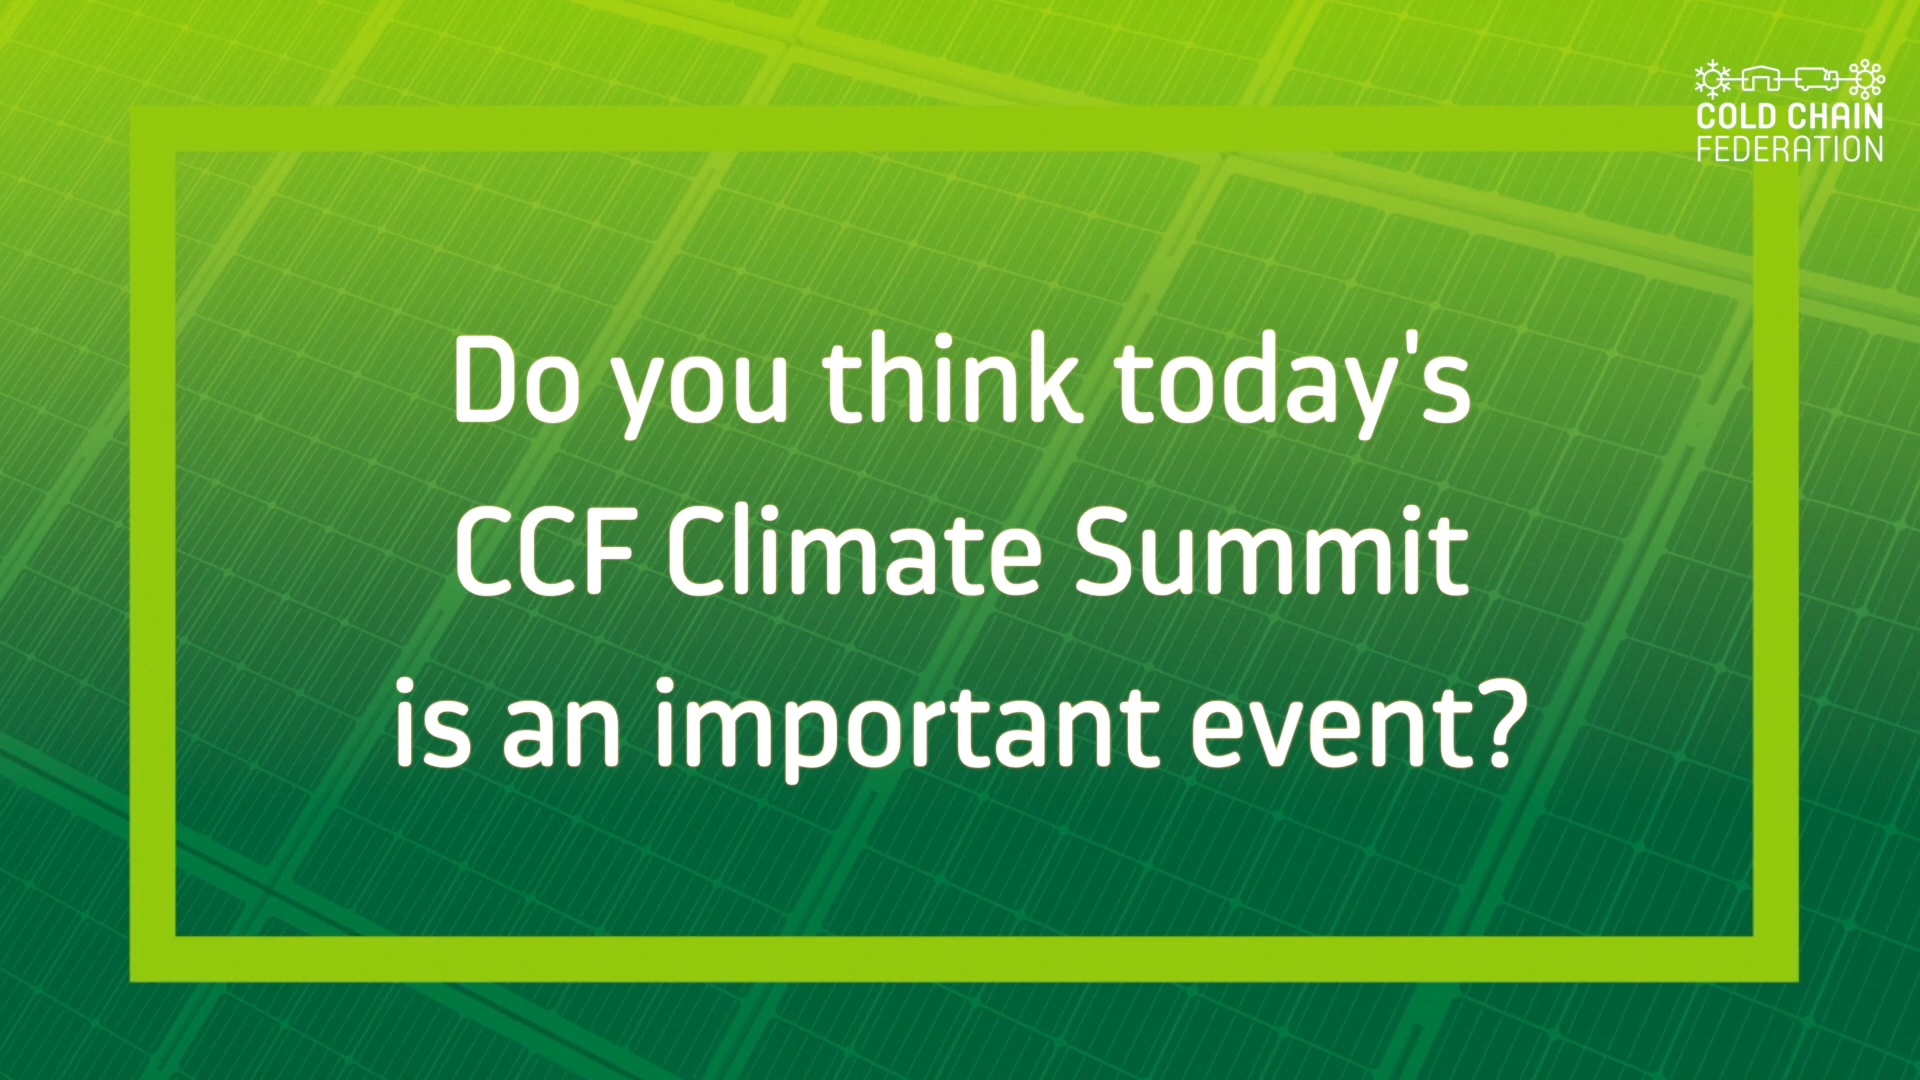 COLD CHAIN
FEDERATION
Do you think today's
CCF Climate Summit
is an important event?